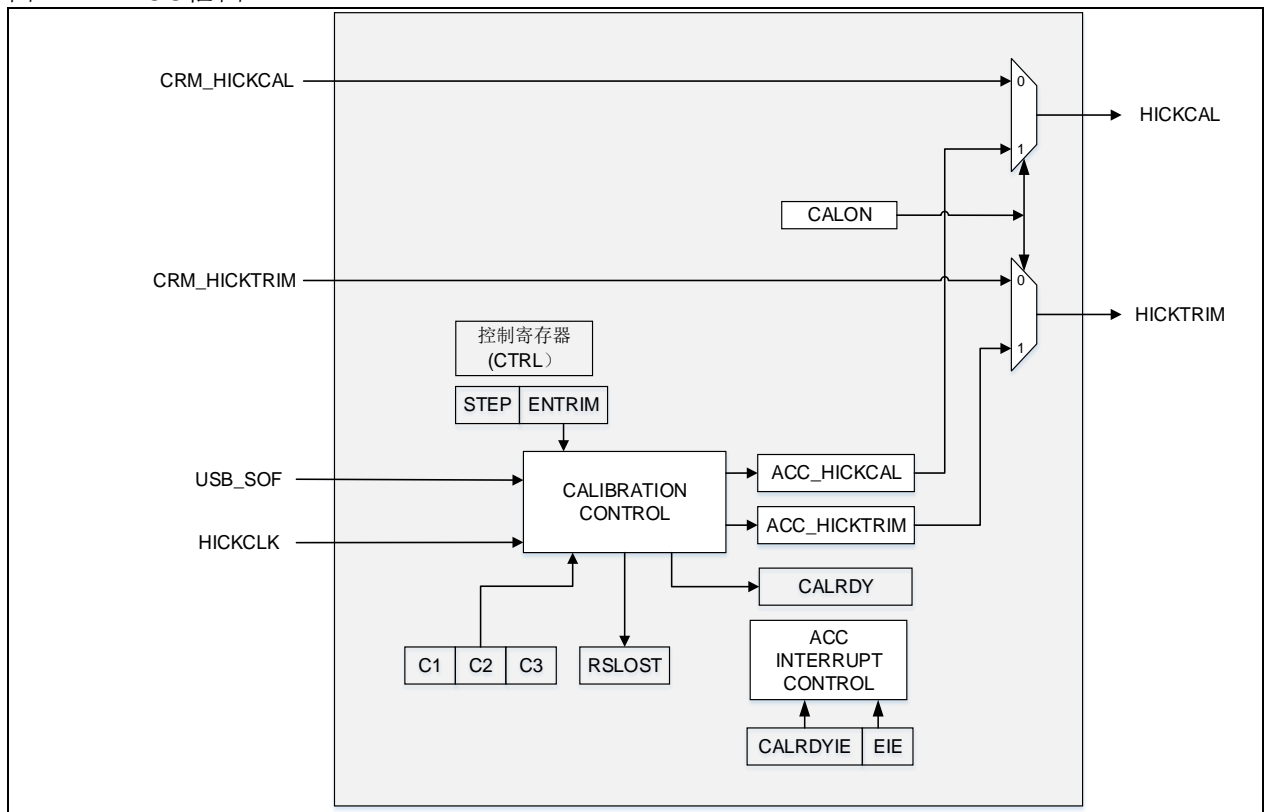 CRM_HICKCAL
0
HICKCAL
1
CALON
CRM_HICKTRIM
0
HICKTRIM
1
控制寄存器
(CTRL）
STEP ENTRIM
USB_SOF
CALIBRATION
CONTROL
ACC_HICKCAL
ACC_HICKTRIM
HICKCLK
CALRDY
C1 C2 C3
RSLOST
ACC
INTERRUPT
CONTROL
CALRDYIE EIE